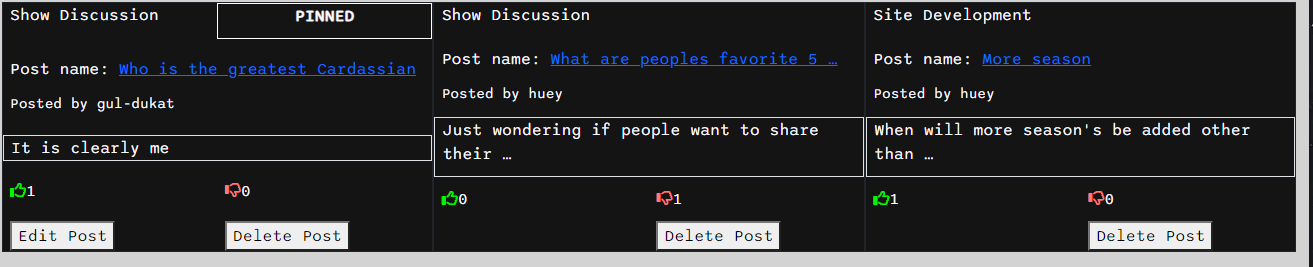 Show Discussion
PINNED
Post name: Who is the greatest Cardassian
Posted by gul-dukat
It is clearly me
1
0
Edit Post
Delete Post
Show Discussion
Post name: What are peoples favorite 5 …
Posted by huey
Just wondering if people want to share
their …
0
1
Delete Post
Site Development
Post name: More season
Posted by huey
When will more season's be added other
than …
1
0
Delete Post